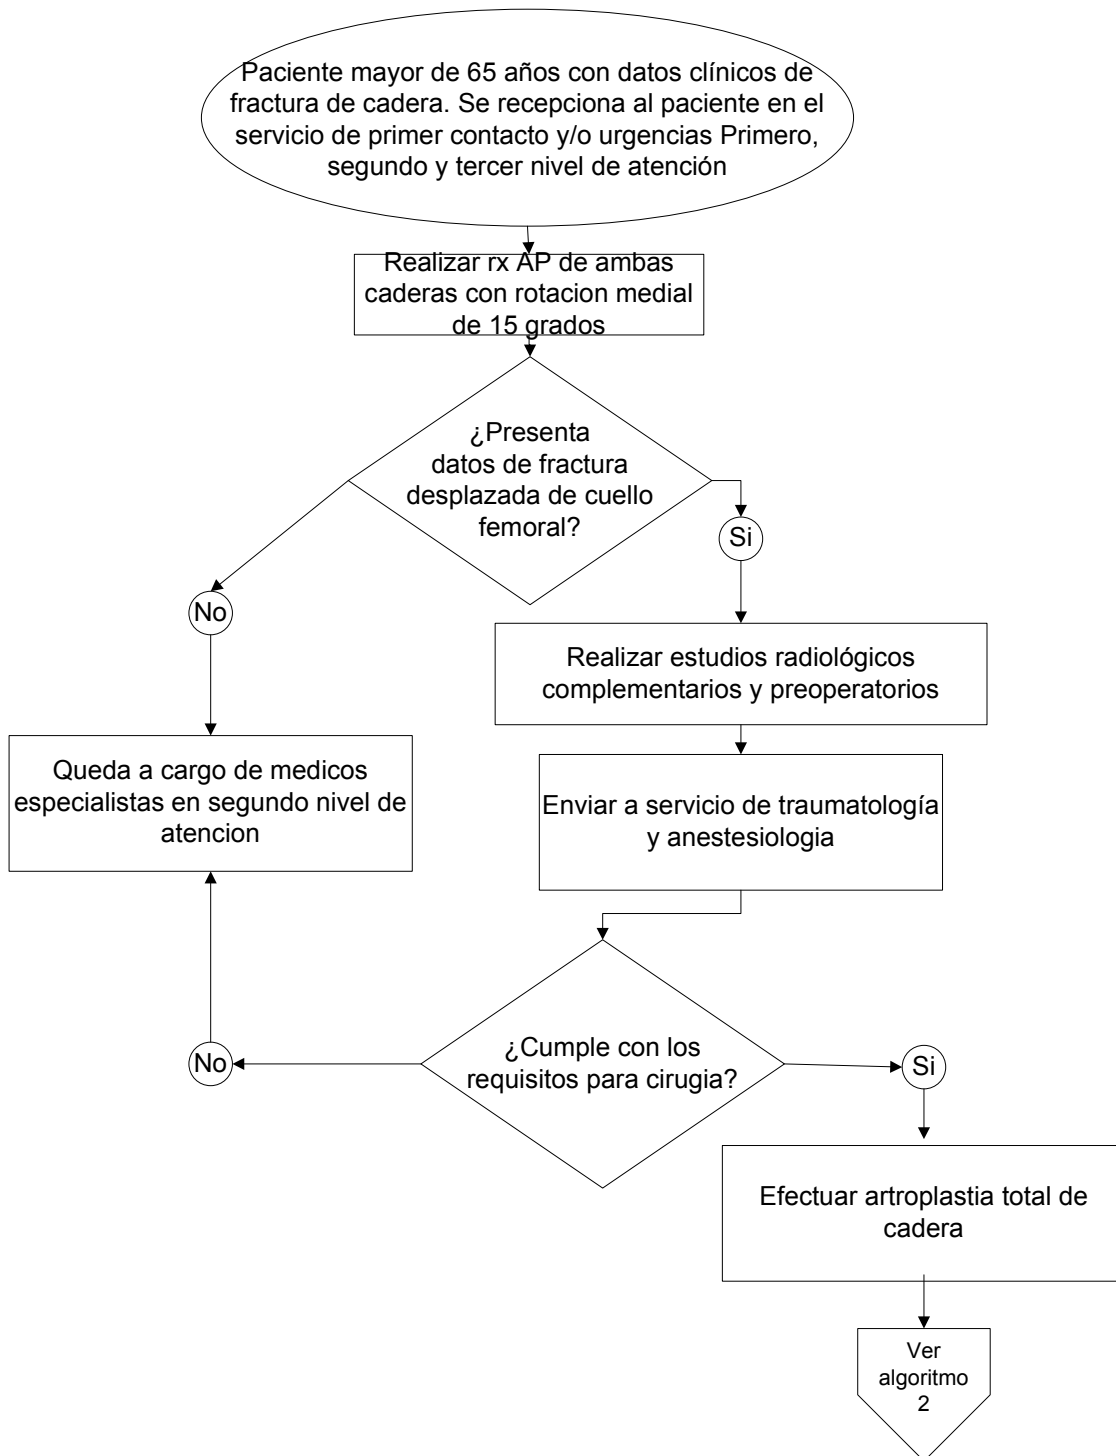 Paciente mayor de 65 años con datos clínicos de
fractura de cadera. Se recepciona al paciente en el
servicio de primer contacto y/o urgencias Primero,
segundo y tercer nivel de atención
Realizar rx AP de ambas
caderas con rotacion medial
de 15 grados
¿Presenta
datos de fractura
desplazada de cuello
femoral?
Si
No
Realizar estudios radiológicos
complementarios y preoperatorios
Queda a cargo de medicos
especialistas en segundo nivel de
atencion
Enviar a servicio de traumatología
y anestesiologia
¿Cumple con los
requisitos para cirugia?
No
Si
Efectuar artroplastia total de
cadera
Ver
algoritmo
2